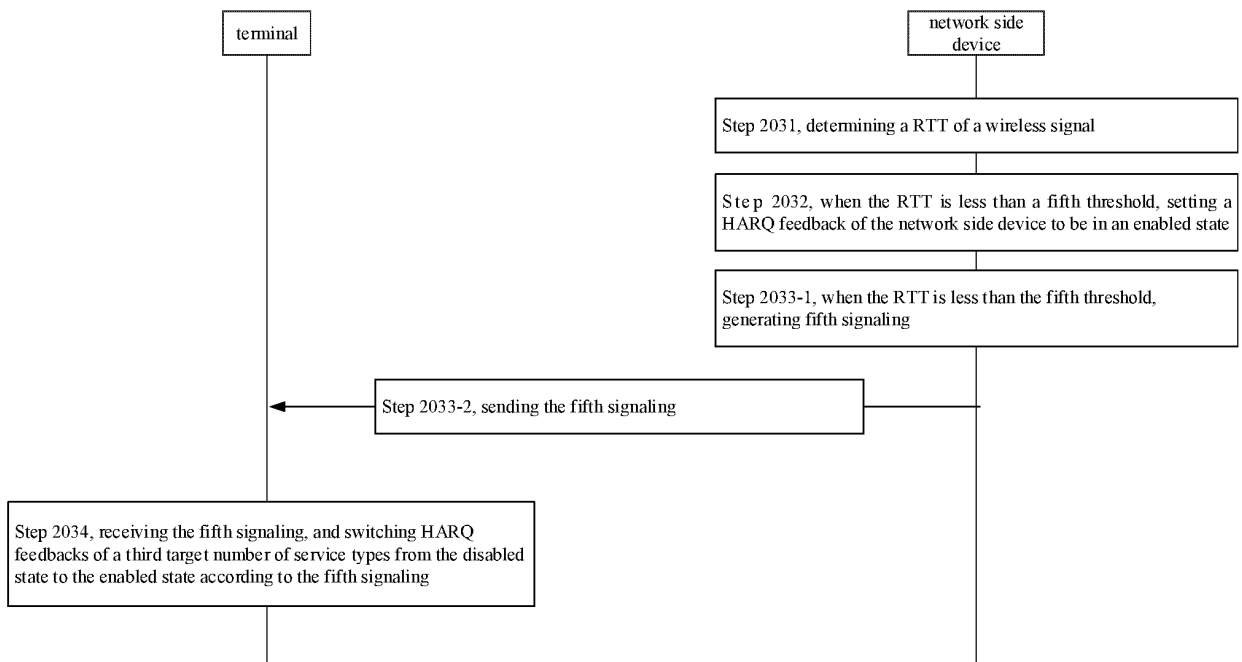 terminal
network side
device
Step 2031, determining a RTT of a wireless signal
Step 2032, when the RTT is less than a fifth threshold, setting a
HARQ feedback of the network side device to be in an enabled state
Step 2033-1, when the RTT is less than the fifth threshold,
generating fifth signaling
Step 2033-2, sending the fifth signaling
Step 2034, receiving the fifth signaling, and switching HARQ
feedbacks of a third target number of service types from the disabled
state to the enabled state according to the fifth signaling